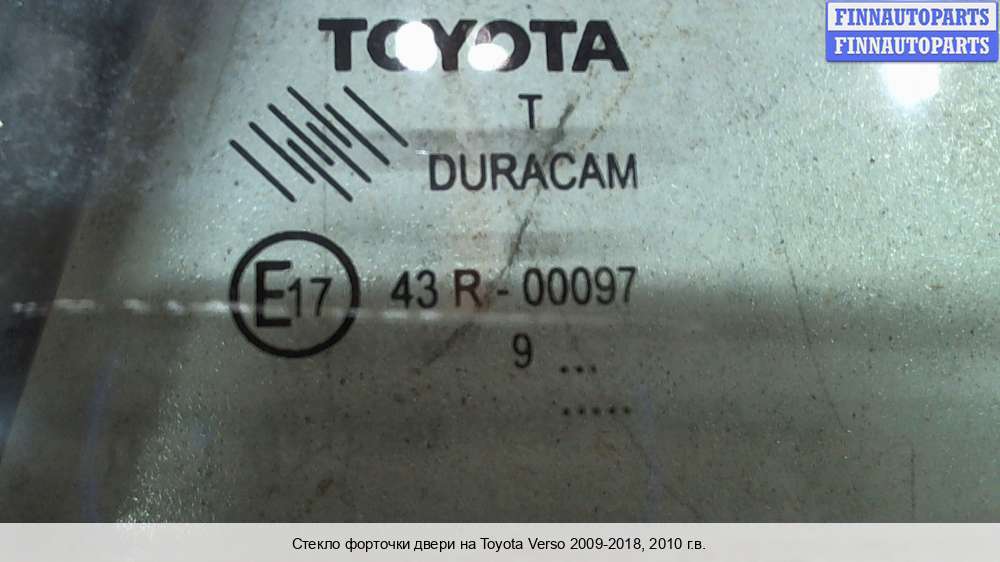 FINNAUTOPARTS
FINNAUTOPARTS
TOYOTA
T
DURACAM
E17 43 R - 00097
9 ...
.....
Стекло форточки двери на Toyota Verso 2009-2018, 2010 г.в.